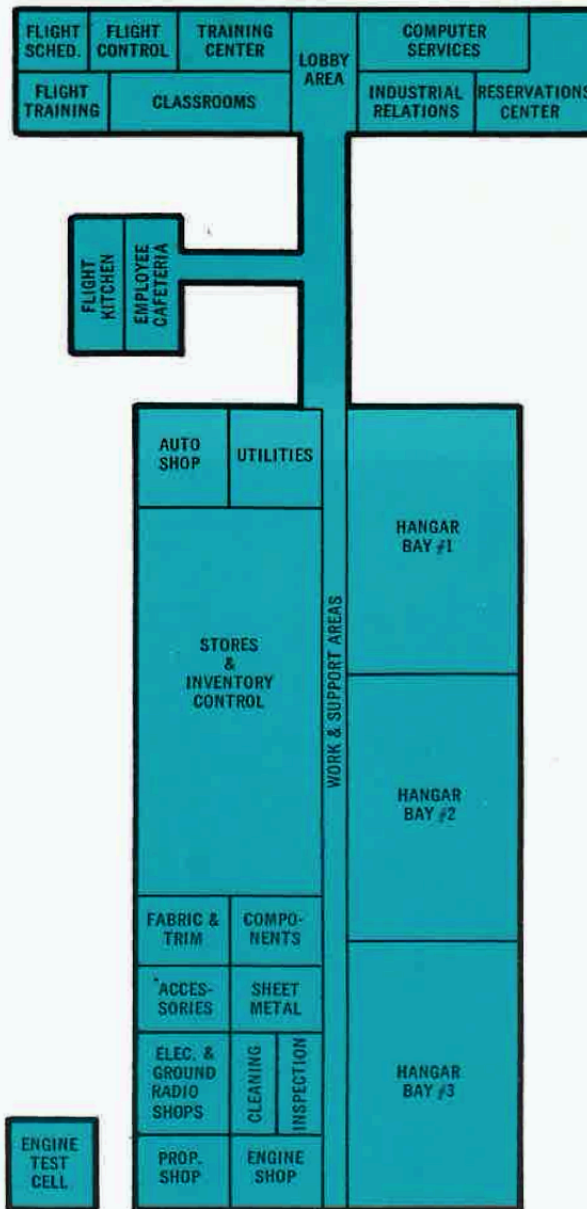 FLIGHT
SCHED.
FLIGHT
CONTROL
TRAINING
CENTER
LOBBY
AREA
COMPUTER
SERVICES
FLIGHT
TRAINING
CLASSROOMS
INDUSTRIAL
RELATIONS
RESERVATIONS
CENTER
FLIGHT
KITCHEN
EMPLOYEE
CAFETERIA
AUTO
SHOP
UTILITIES
HANGAR
BAY #1
STORES
&
INVENTORY
CONTROL
WORK & SUPPORT AREAS
HANGAR
BAY #2
FABRIC &
TRIM
COMPO-
NENTS
ACCES-
SORIES
SHEET
METAL
ELEC. &
GROUND
RADIO
SHOPS
CLEANING
INSPECTION
HANGAR
BAY #3
ENGINE
TEST
CELL
PROP.
SHOP
ENGINE
SHOP